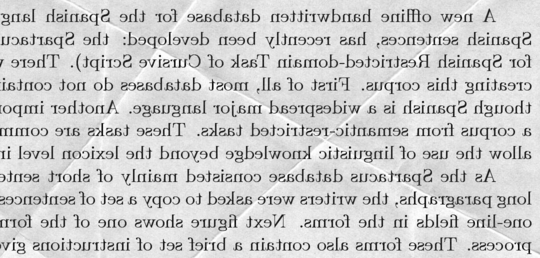 A new offline handwritten database for the Spanish lang
Spanish sentences, has recently been developed: the Spartacu
for Spanish Restricted-domain Task of Cursive Script). There w
creating this corpus. First of all, most databases do not contain
though Spanish is a widespread major language. Another impor
a corpus from semantic-restricted tasks. These tasks are comm
allow the use of linguistic knowledge beyond the lexicon level in
As the Spartacus database consisted mainly of short sente
long paragraphs, the writers were asked to copy a set of sentences
one-line fields in the forms. Next figure shows one of the form
process. These forms also contain a brief set of instructions give